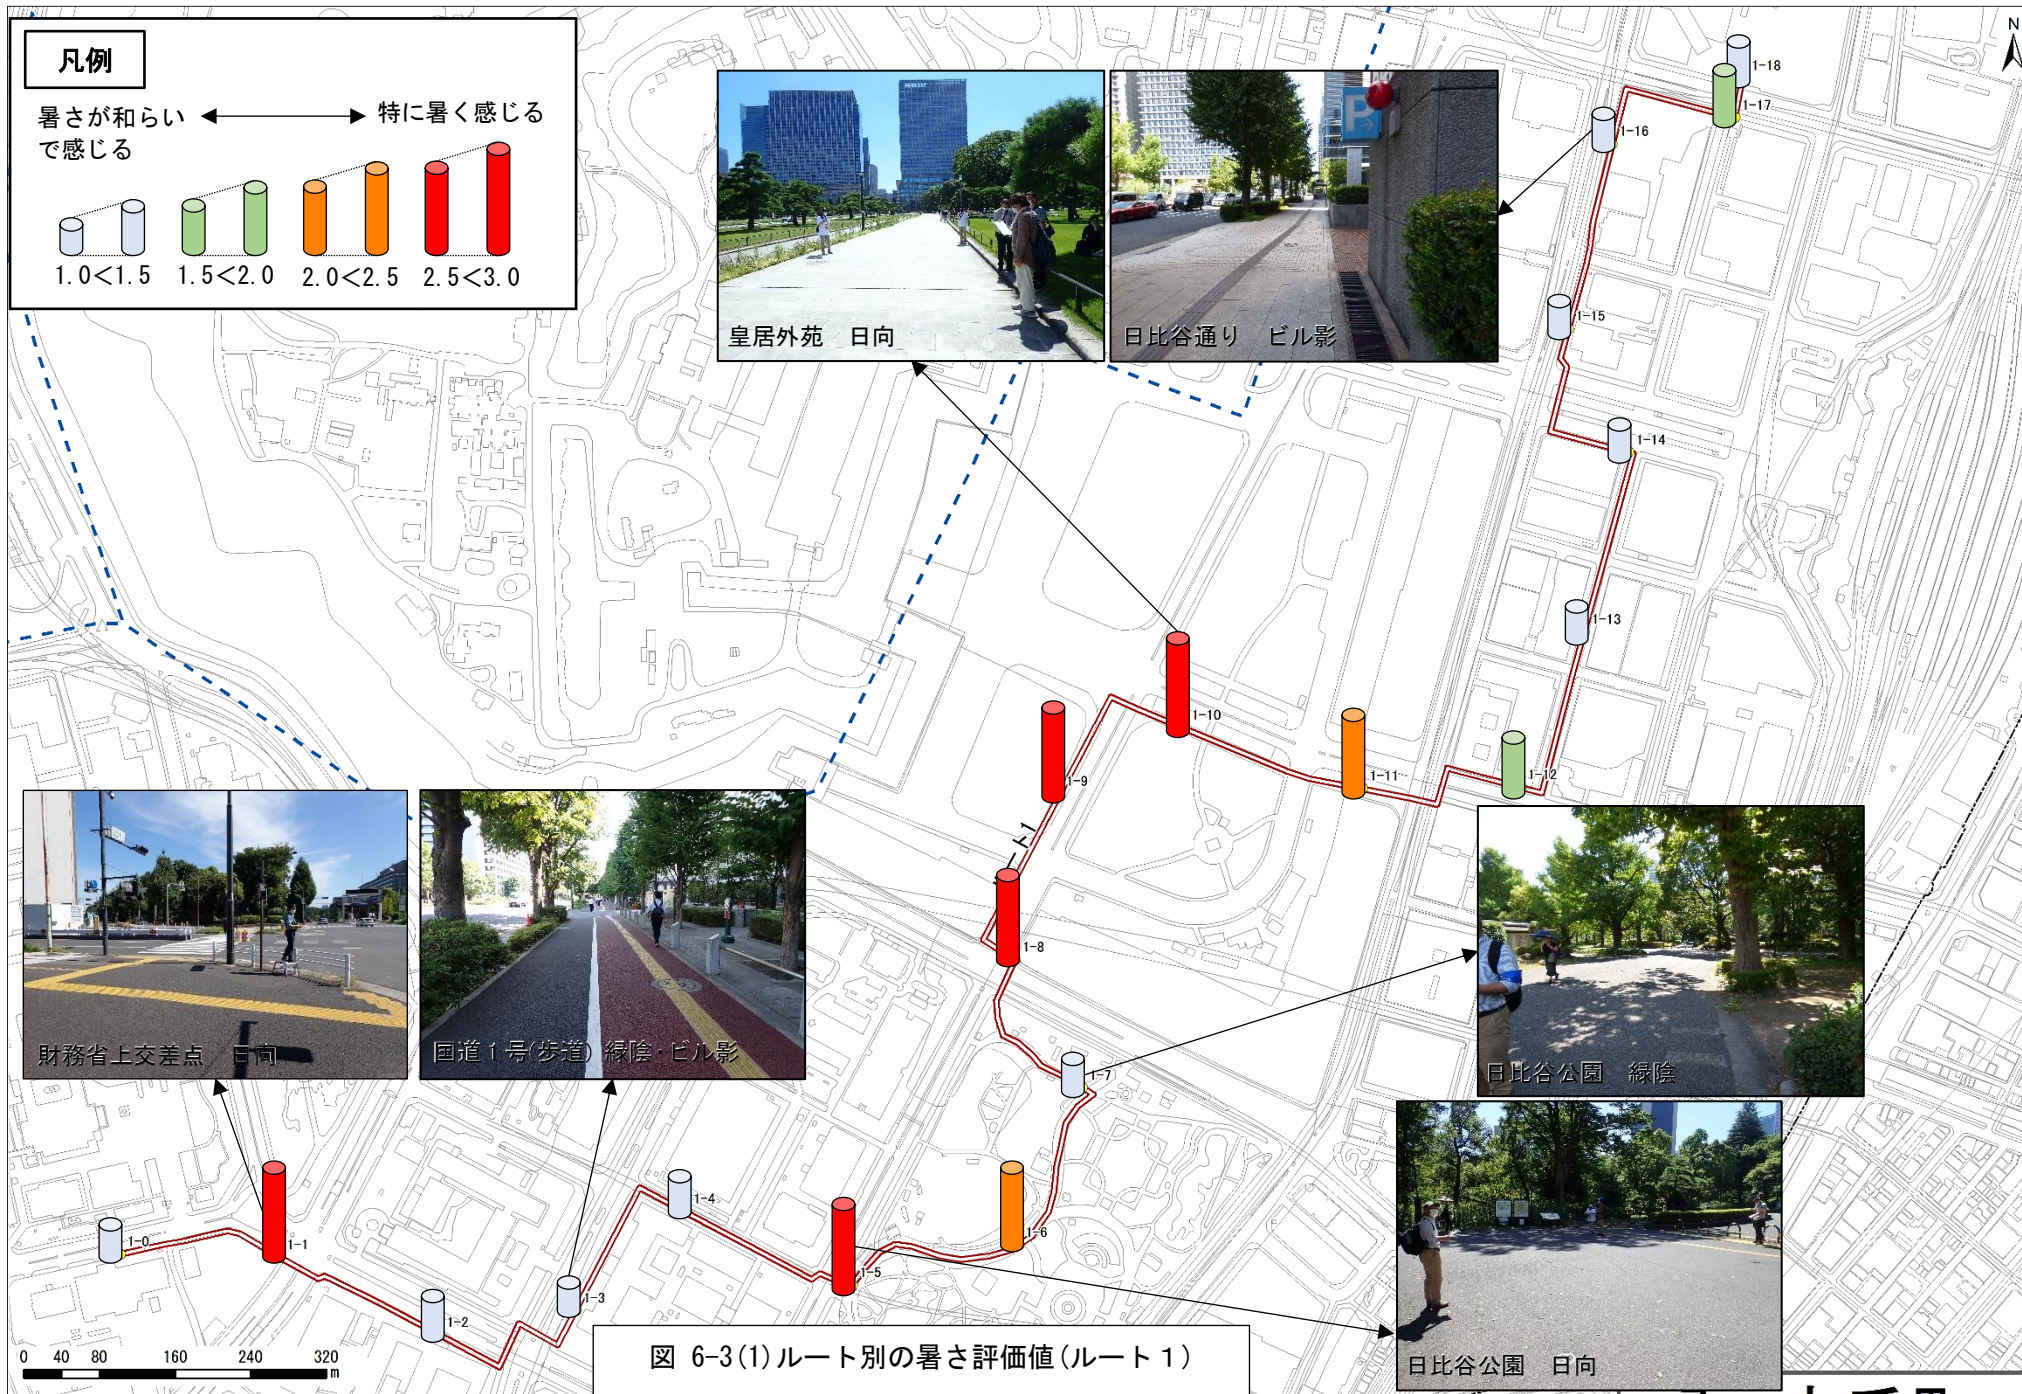 凡例
暑さが和らい
で感じる
特に暑く感じる
1.0<1.5
1.5<2.0
2.0<2.5
2.5<3.0
N
皇居外苑 日向
P
日比谷通り ビル影
1-18
1-17
1-16
1-15
1-14
1-13
1-12
1-11
1-10
1-9
ート1
1-8
1-7
1-6
1-5
1-4
1-3
1-2
1-1
1-0
財務省上交差点 日向
国道1号(歩道) 緑陰・ビル影
日比谷公園 緑陰
日比谷公園 日向
0 40 80 160 240 320
m
図 6-3(1)ルート別の暑さ評価値(ルート1)